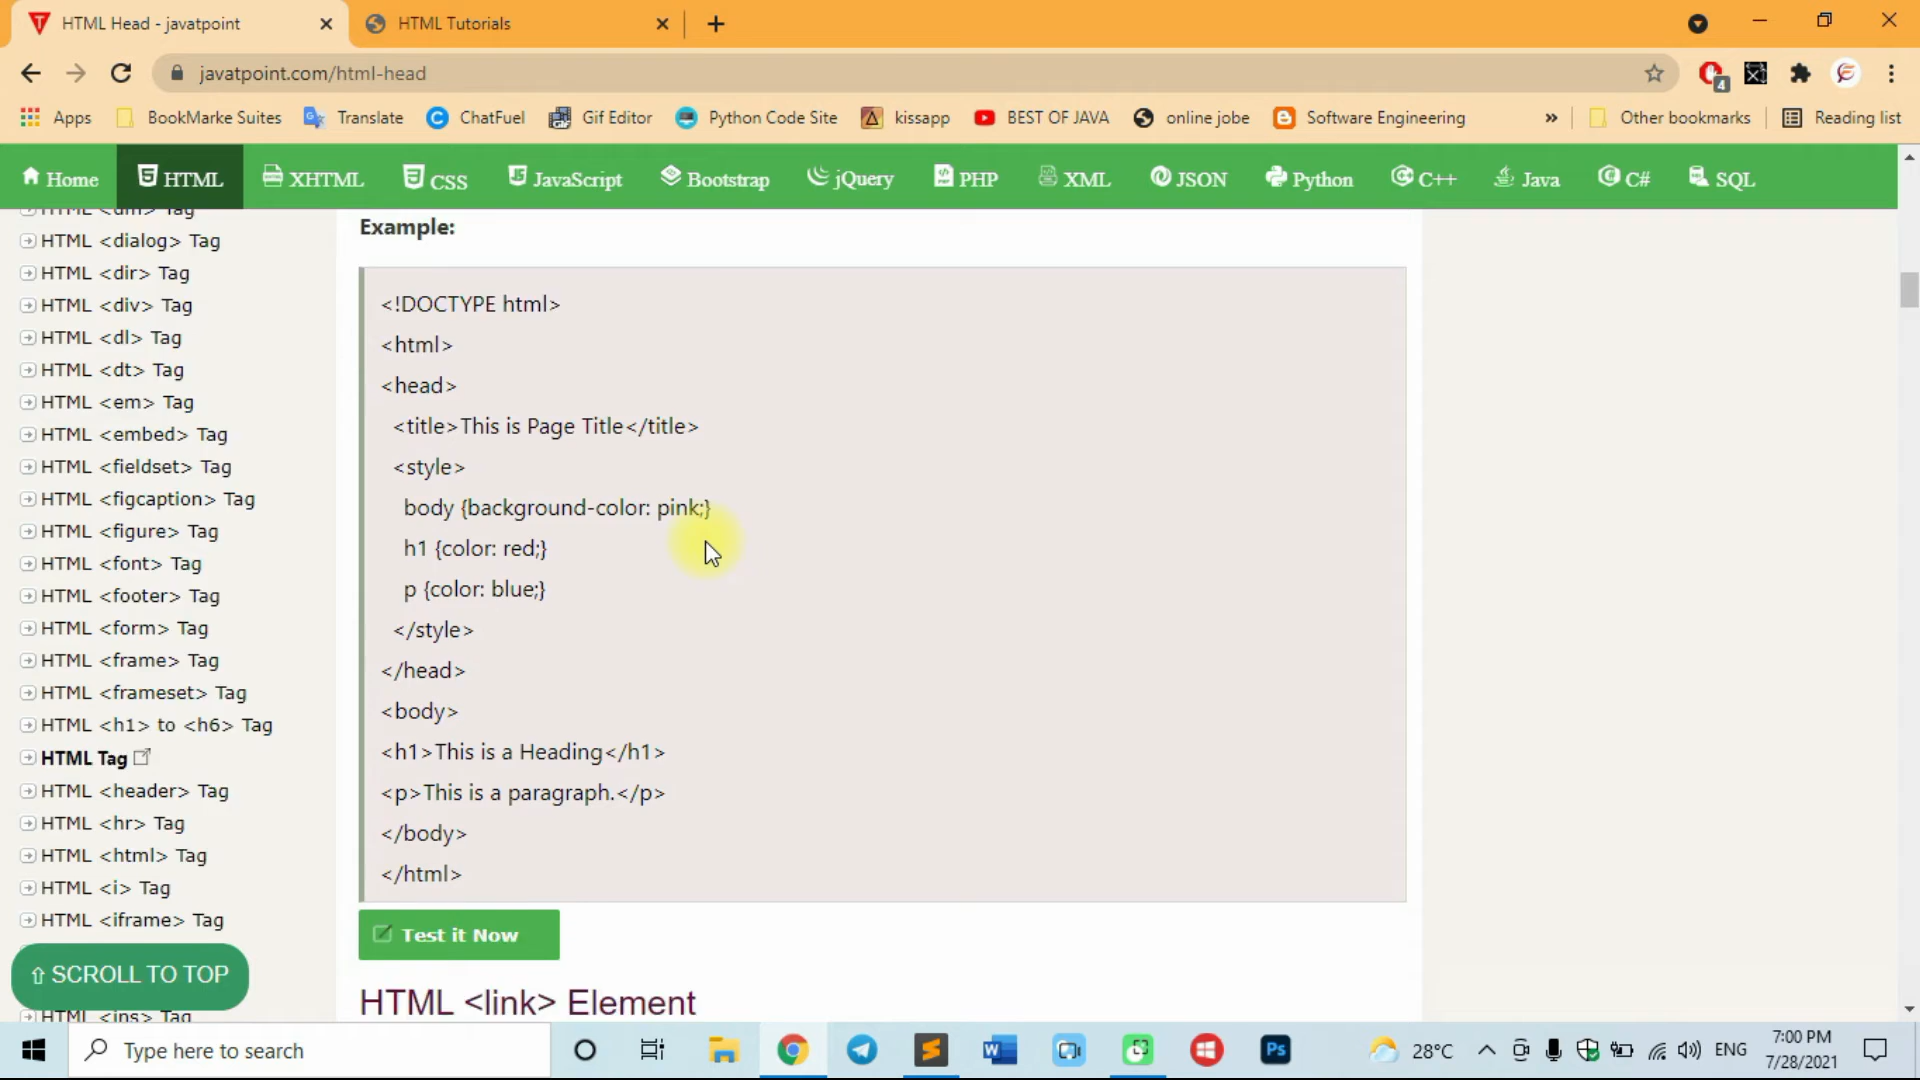 HTML Head - javatpoint
HTML Tutorials
javatpoint.com/html-head
4
Apps
BookMarke Suites
Translate
ChatFuel
Gif Editor
Python Code Site
kissapp
BEST OF JAVA
online jobe
Software Engineering
»
Other bookmarks
Reading list
Home
HTML
XHTML
CSS
JavaScript
Bootstrap
jQuery
PHP
XML
JSON
Python
C++
Java
C#
SQL
HTML <dfn> Tag
HTML <dialog> Tag
HTML <dir> Tag
HTML <div> Tag
HTML <dl> Tag
HTML <dt> Tag
HTML <em> Tag
HTML <embed> Tag
HTML <fieldset> Tag
HTML <figcaption> Tag
HTML <figure> Tag
HTML <font> Tag
HTML <footer> Tag
HTML <form> Tag
HTML <frame> Tag
HTML <frameset> Tag
HTML <h1> to <h6> Tag
HTML Tag
HTML <header> Tag
HTML <hr> Tag
HTML <html> Tag
HTML <i> Tag
HTML <iframe> Tag
⇧ SCROLL TO TOP
HTML <ins> Tag
Example:
<!DOCTYPE html>
<html>
<head>
<title>This is Page Title</title>
<style>
body {background-color: pink;}
h1 {color: red;}
p {color: blue;}
</style>
</head>
<body>
<h1>This is a Heading</h1>
<p>This is a paragraph.</p>
</body>
</html>
Test it Now
HTML <link> Element
Type here to search
W
Ps
28°C
ENG
7:00 PM
7/28/2021